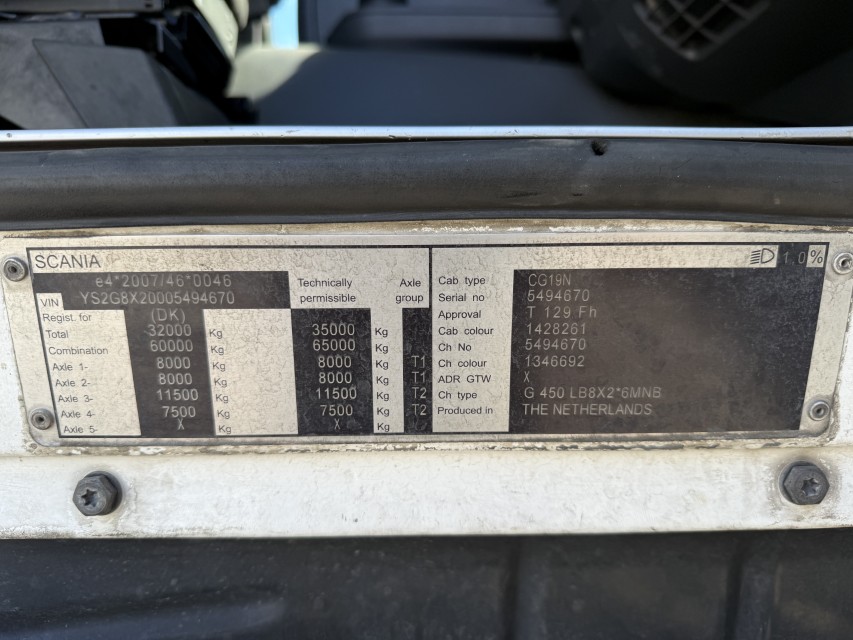 SCANIA
e4*2007/46*0046
VIN YS2G8X20005494670
Technically permissible
Axle group
Regist. for (DK)
Total 32000 Kg 35000 Kg
Combination 60000 Kg 65000 Kg
Axle 1- 8000 Kg 8000 Kg T1
Axle 2- 8000 Kg 8000 Kg T1
Axle 3- 11500 Kg 11500 Kg T2
Axle 4- 7500 Kg 7500 Kg T2
Axle 5- X Kg X Kg
1.0%
Cab type CG19N
Serial no 5494670
Approval T 129 Fh
Cab colour 1428261
Ch No 5494670
Ch colour 1346692
ADR GTW X
Ch type G 450 LB8X2*6MNB
Produced in THE NETHERLANDS